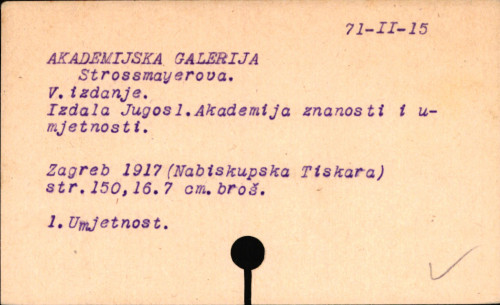 71-II-15
AKADEMIJSKA GALERIJA
Strossmayerova.
V.izdanje.
Izdala Jugosl.Akademija znanosti i u-
mjetnosti.
Zagreb 1917(Nabiskupska Tiskara)
str.150,16.7 cm.broš.
1.Umjetnost.